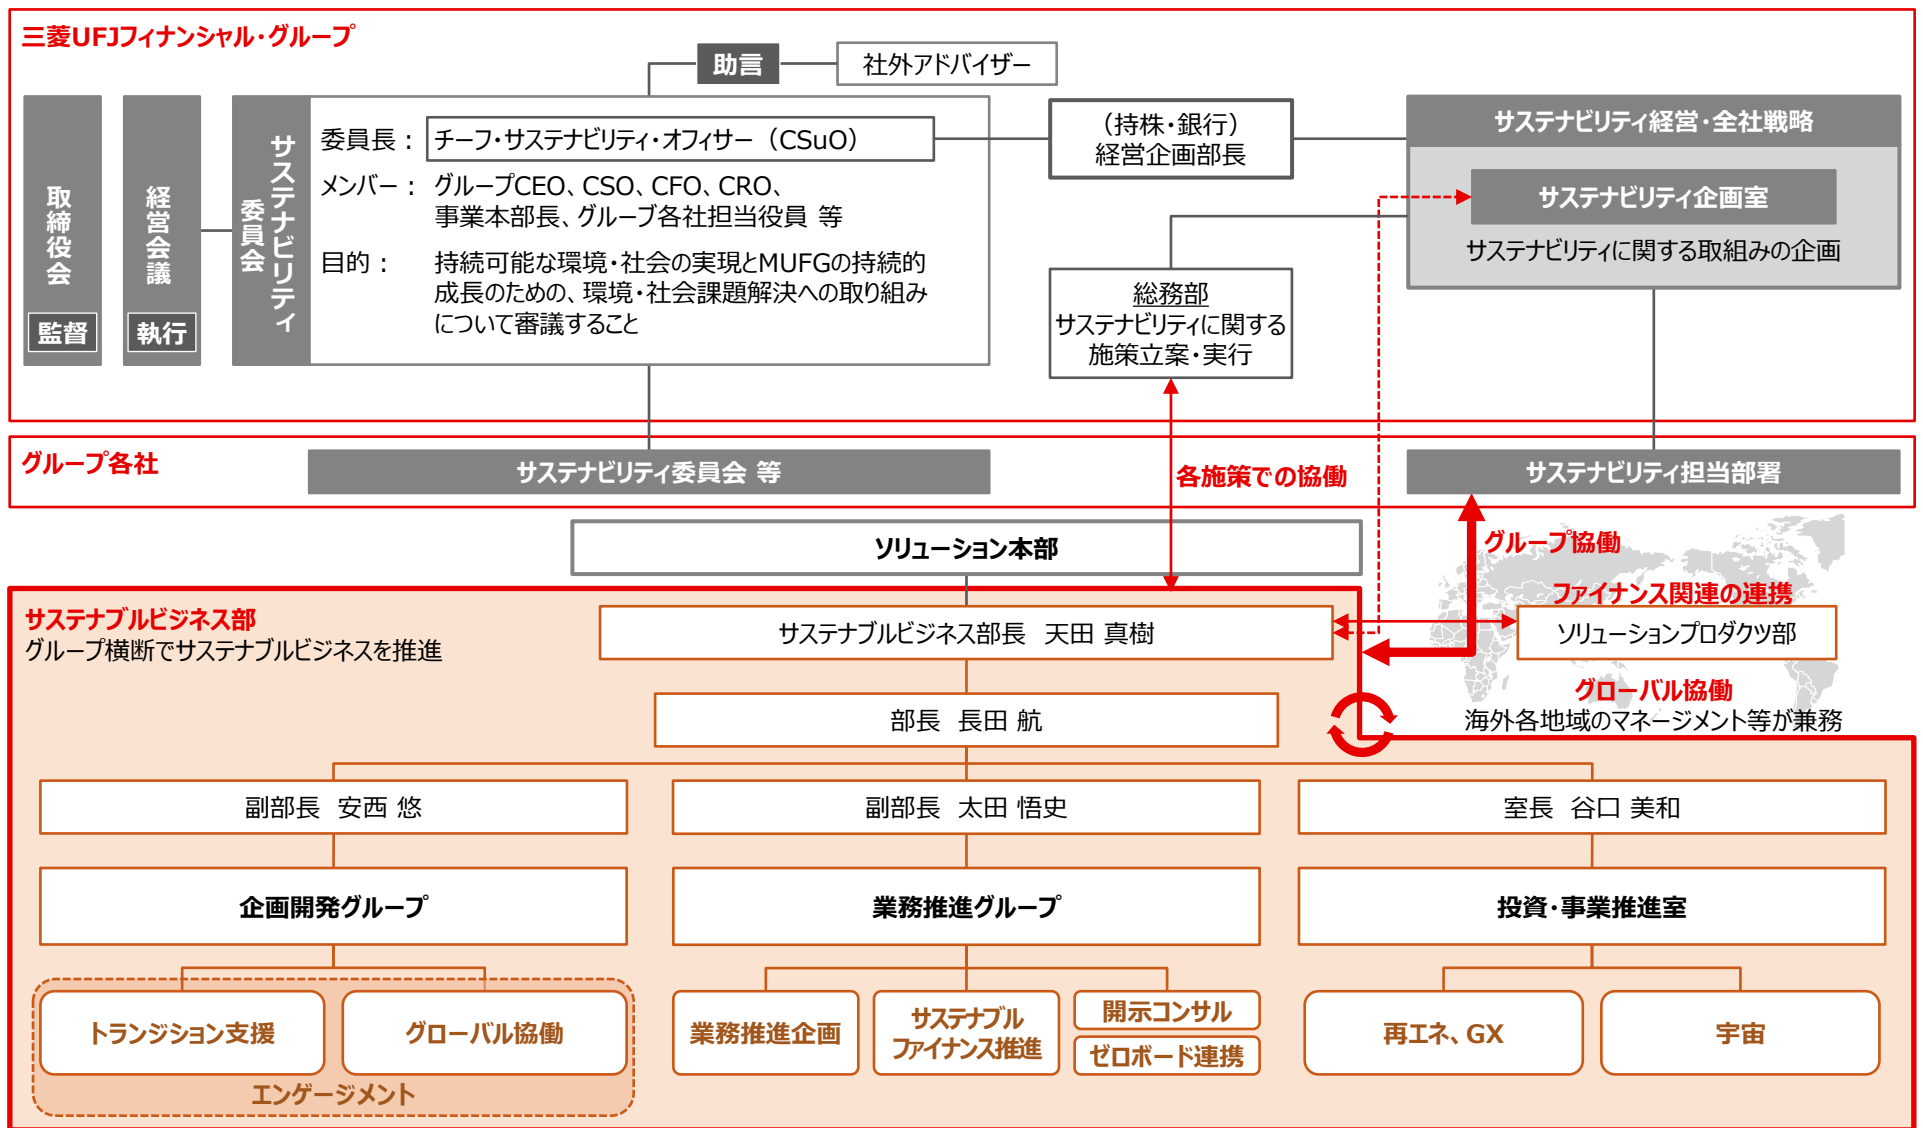 三菱UFJフィナンシャル・グループ
助言
社外アドバイザー
取締役会
監督
経営会議
執行
サステナビリティ
委員会
委員長：
チーフ・サステナビリティ・オフィサー（CSuO）
メンバー：
グループCEO、CSO、CFO、CRO、
事業本部長、グループ各社担当役員 等
目的：
持続可能な環境・社会の実現とMUFGの持続的
成長のための、環境・社会課題解決への取り組み
について審議すること
（持株・銀行）
経営企画部長
サステナビリティ経営・全社戦略
サステナビリティ企画室
サステナビリティに関する取組みの企画
総務部
サステナビリティに関する
施策立案・実行
グループ各社
サステナビリティ委員会 等
各施策での協働
サステナビリティ担当部署
ソリューション本部
グループ協働
サステナブルビジネス部
グループ横断でサステナブルビジネスを推進
サステナブルビジネス部長 天田 真樹
ファイナンス関連の連携
ソリューションプロダクツ部
グローバル協働
海外各地域のマネージメント等が兼務
部長 長田 航
副部長 安西 悠
副部長 太田 悟史
室長 谷口 美和
企画開発グループ
業務推進グループ
投資・事業推進室
トランジション支援
グローバル協働
エンゲージメント
業務推進企画
サステナブル
ファイナンス推進
開示コンサル
ゼロボード連携
再エネ、GX
宇宙